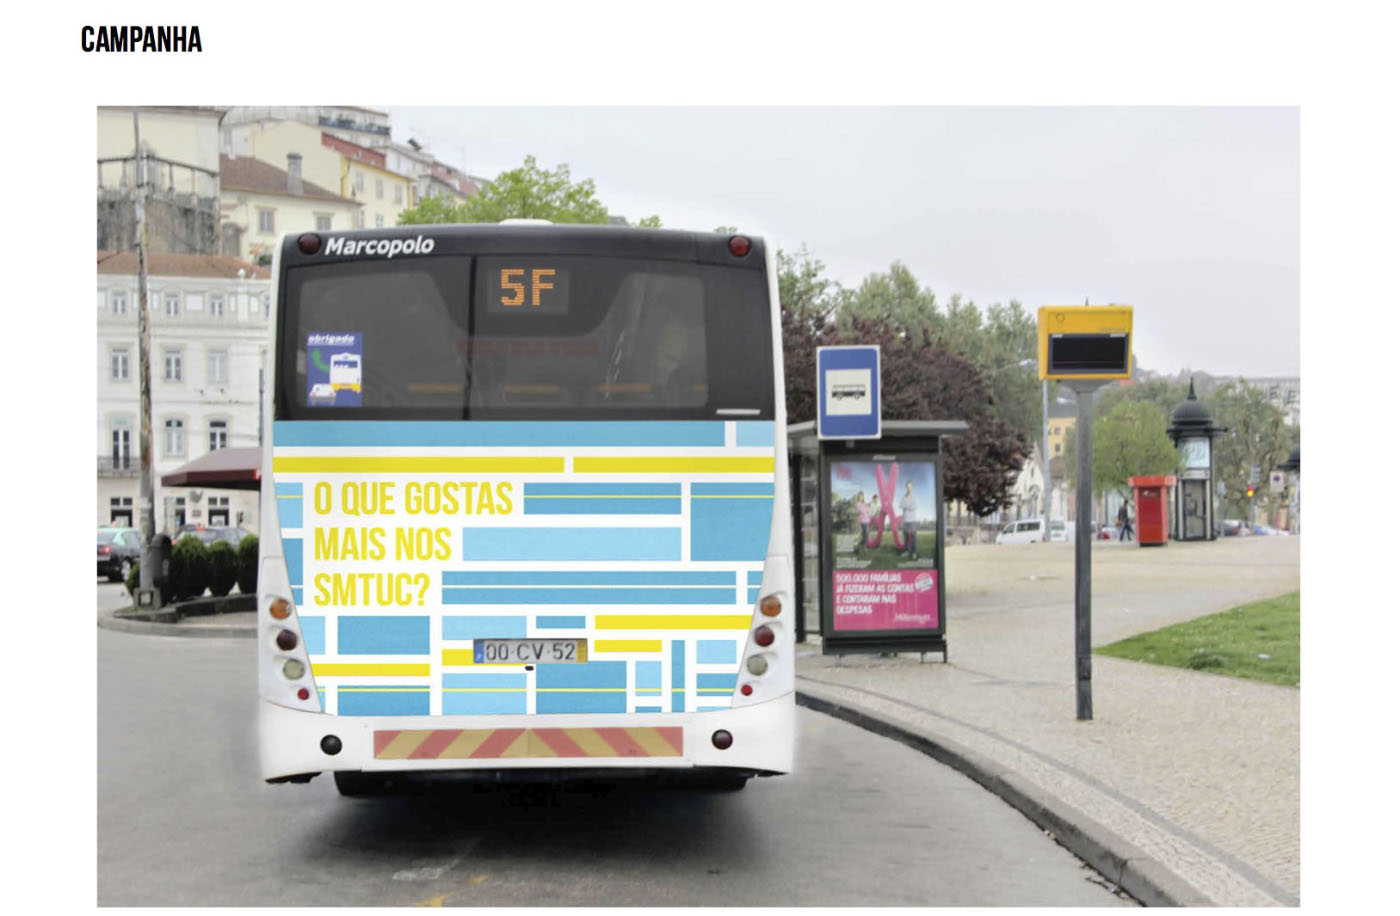 CAMPANHA
Marcopolo
5F
obrigado
O QUE GOSTAS
MAIS NOS
SMTUC?
00-CV-52
500.000 FAMÍLIAS
JÁ FIZERAM AS CONTAS
E CORTARAM NAS
DESPESAS
Millennium